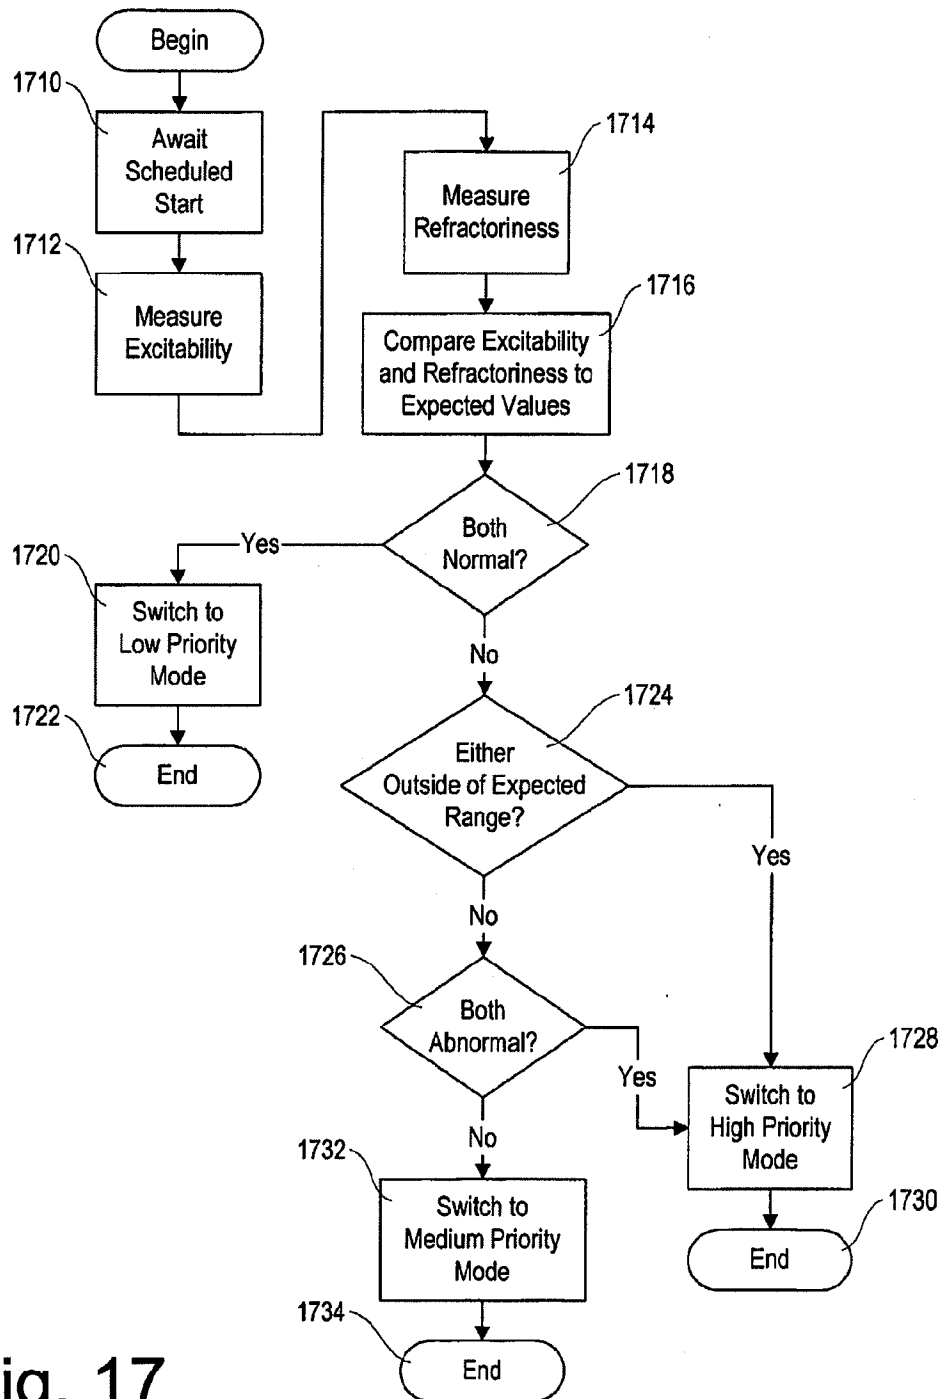 Begin
1710
Await
Scheduled
Start
1712
Measure
Excitability
1714
Measure
Refractoriness
1716
Compare Excitability
and Refractoriness to
Expected Values
1718
Both
Normal?
Yes
1720
Switch to
Low Priority
Mode
1722
End
No
1724
Either
Outside of Expected
Range?
Yes
No
1726
Both
Abnormal?
Yes
1728
Switch to
High Priority
Mode
1730
End
No
1732
Switch to
Medium Priority
Mode
1734
End
ig. 17